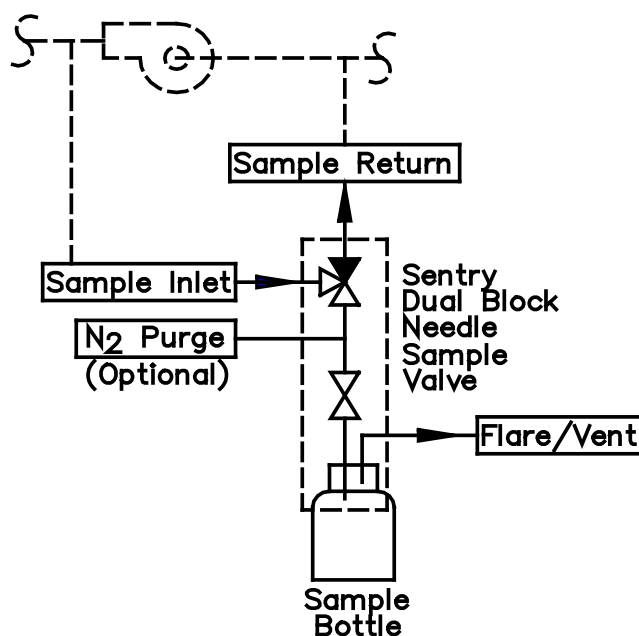 Sample Return
Sample Inlet
Sentry
Dual Block
Needle
Sample
Valve
N2 Purge
(Optional)
Flare/Vent
Sample
Bottle